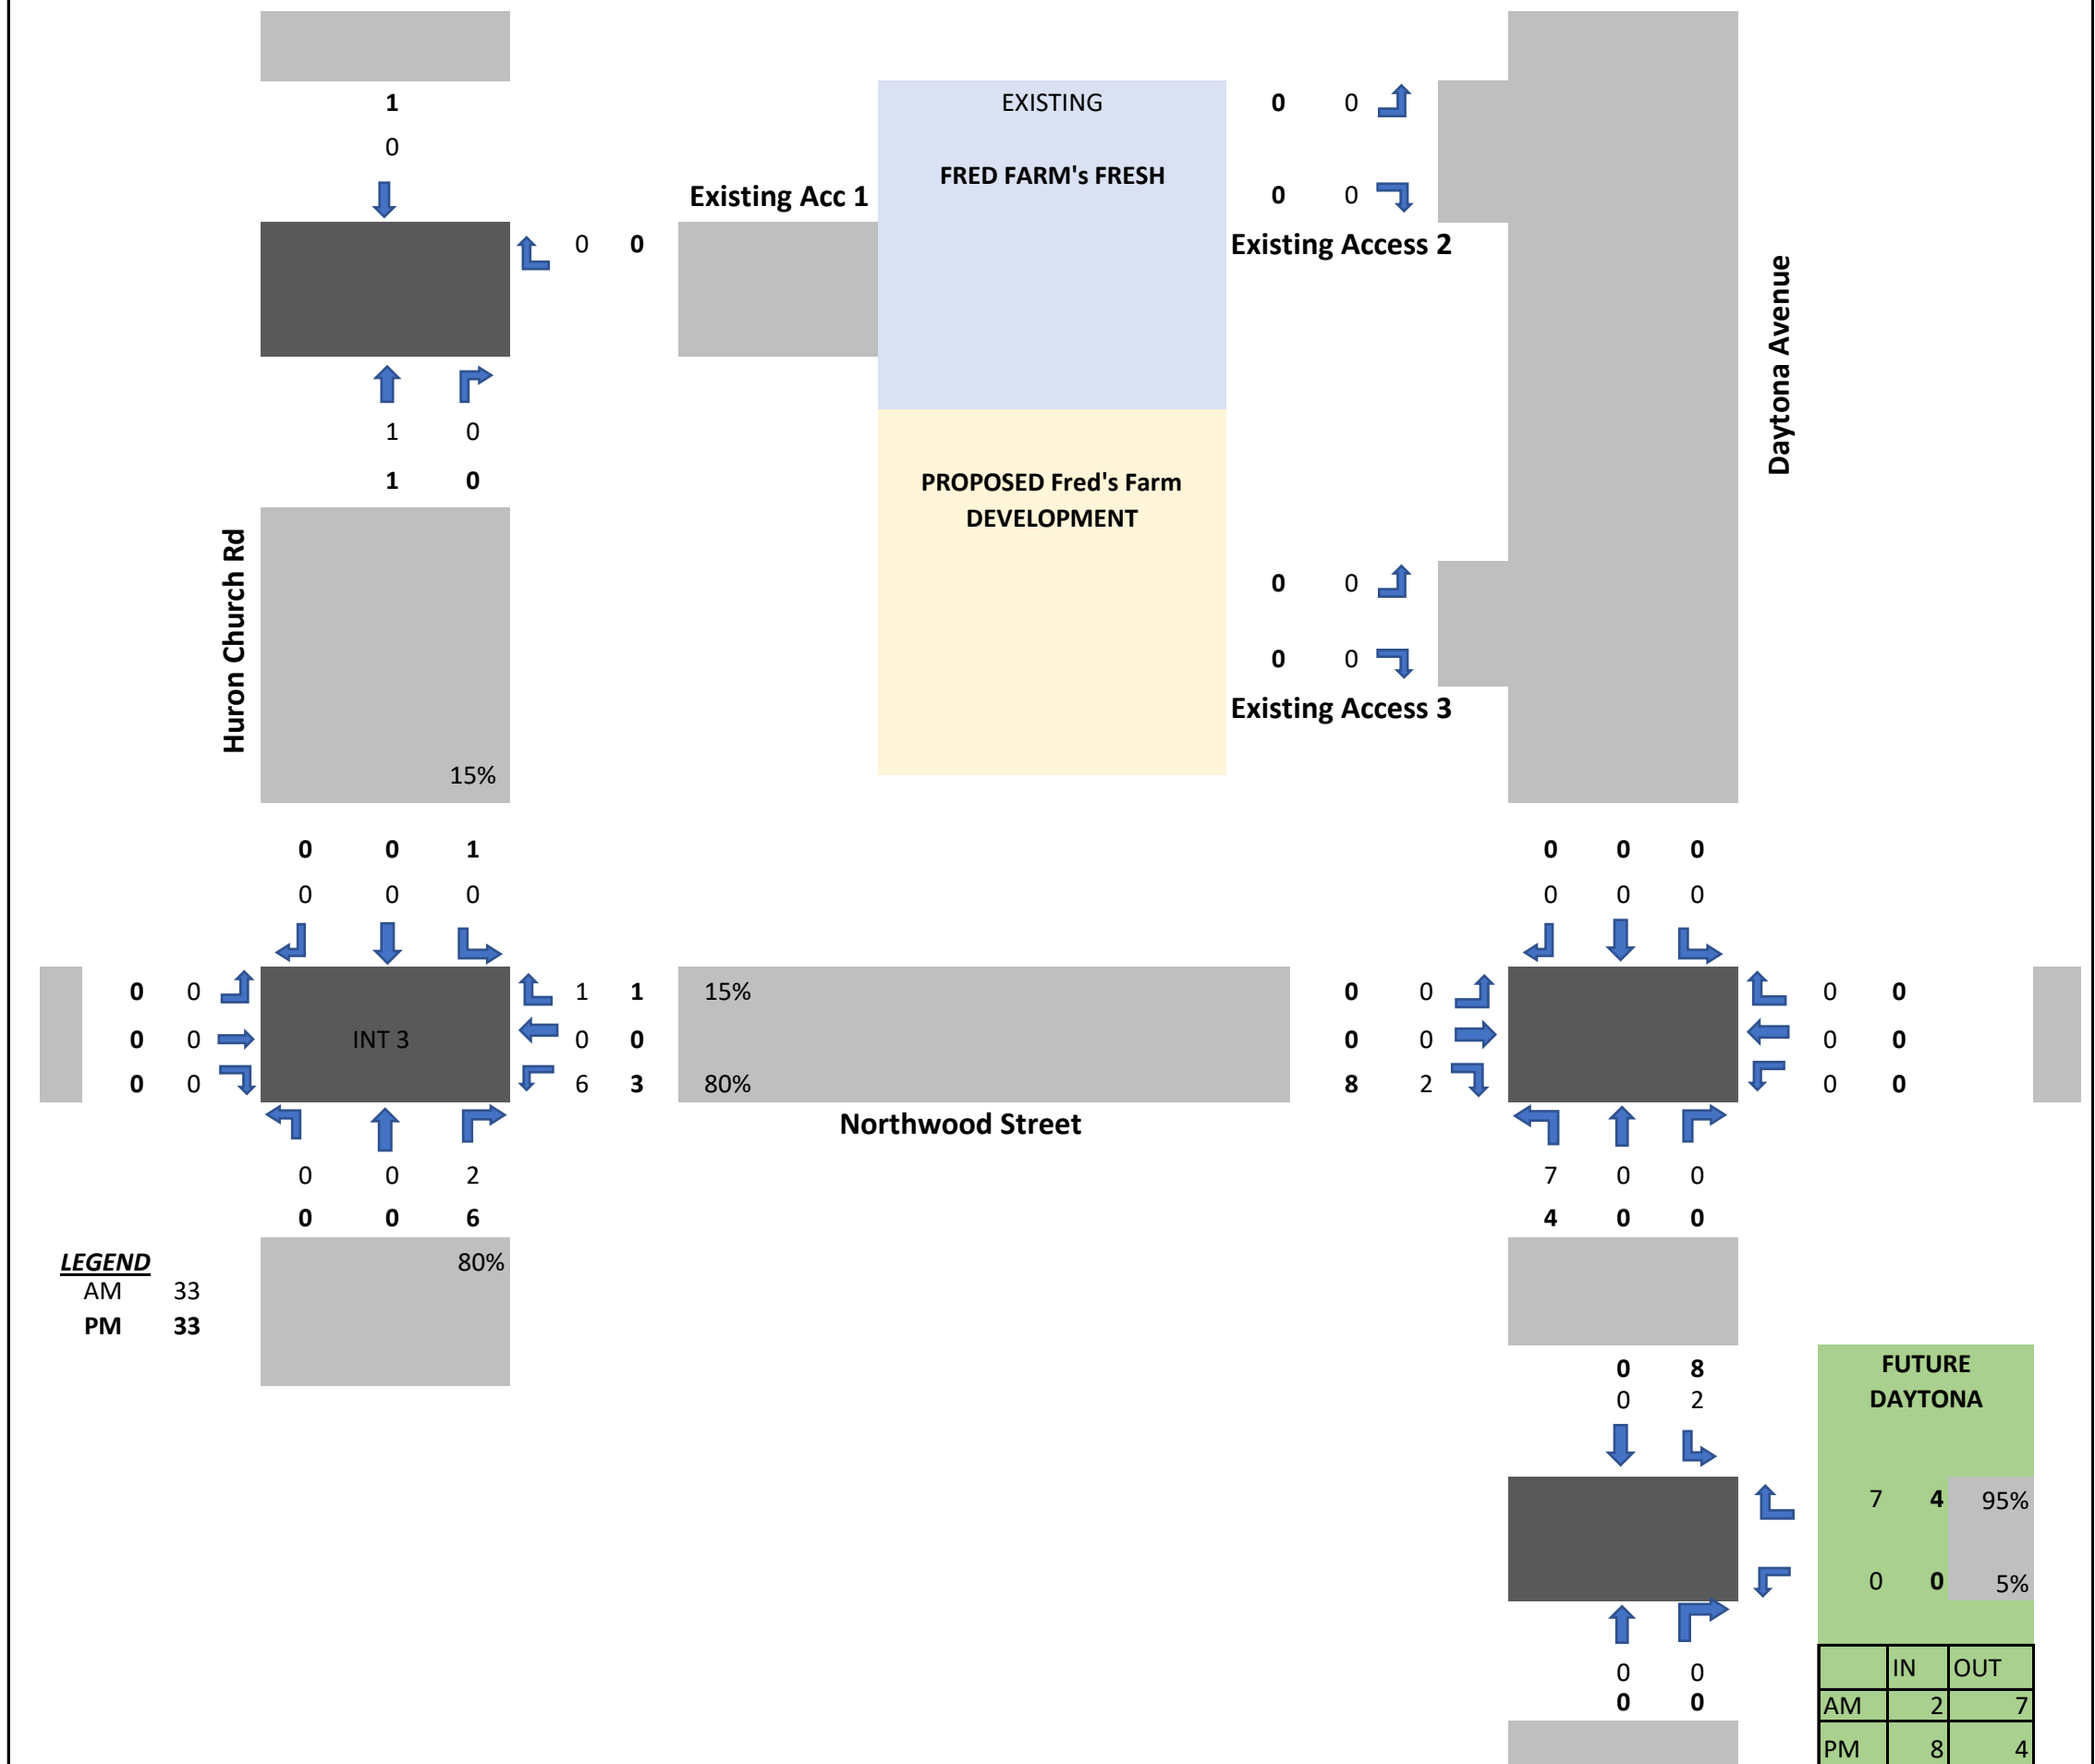 1 EXISTING 0 0
0
FRED FARM's FRESH
Existing Acc 1 0 0
0 0 Existing Access 2
Daytona Avenue
1 0
1 0 PROPOSED Fred's Farm
DEVELOPMENT
Huron Church Rd
0 0
0 0
Existing Access 3
15%
0 0 1 0 0 0
0 0 0 0 0 0
0 0 1 1 15% 0 0 0 0
0 0 INT 3 0 0 0 0 0 0
0 0 6 3 80% 8 2 0 0
Northwood Street
0 0 2 7 0 0
0 0 6 4 0 0
LEGEND 80%
AM 33
PM 33
0 8 FUTURE
0 2 DAYTONA
7 4 95%
0 0 5%
0 0 IN OUT
0 0 AM 2 7
PM 8 4